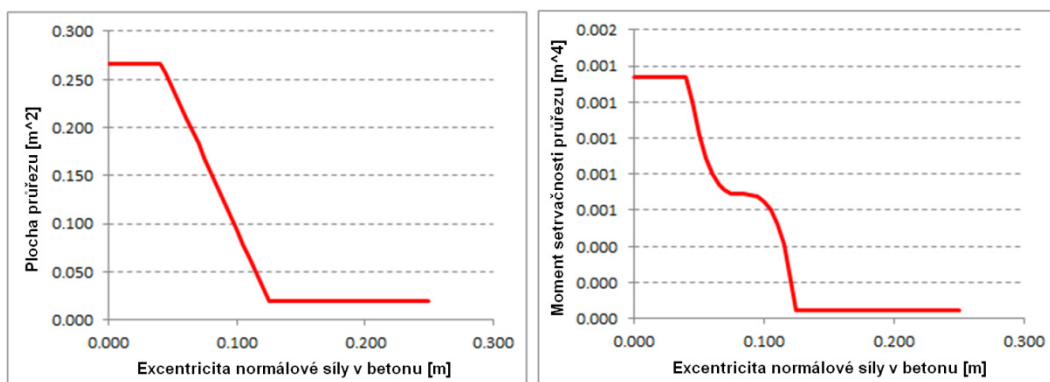 0.300
0.250
0.200
0.150
0.100
0.050
0.000
Plocha průřezu [m^2]
0.000 0.100 0.200 0.300
Excentricita normálové síly v betonu [m]
0.002
0.001
0.001
0.001
0.001
0.001
0.000
0.000
0.000
Moment setrvačnosti průřezu [m^4]
0.000 0.100 0.200 0.300
Excentricita normálové síly v betonu [m]